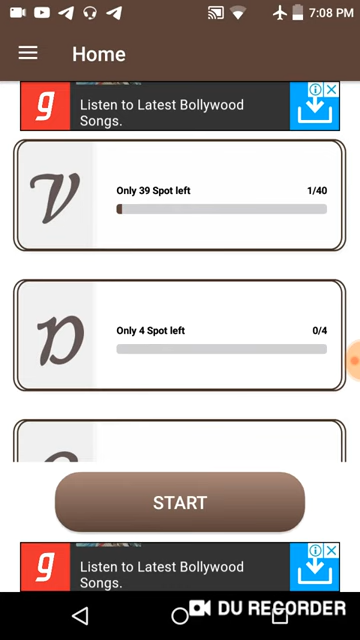 7:08 PM
Home
g
Listen to Latest Bollywood
Songs.
V
Only 39 Spot left 1/40
D
Only 4 Spot left 0/4
START
g
Listen to Latest Bollywood
Songs.
DU RECORDER